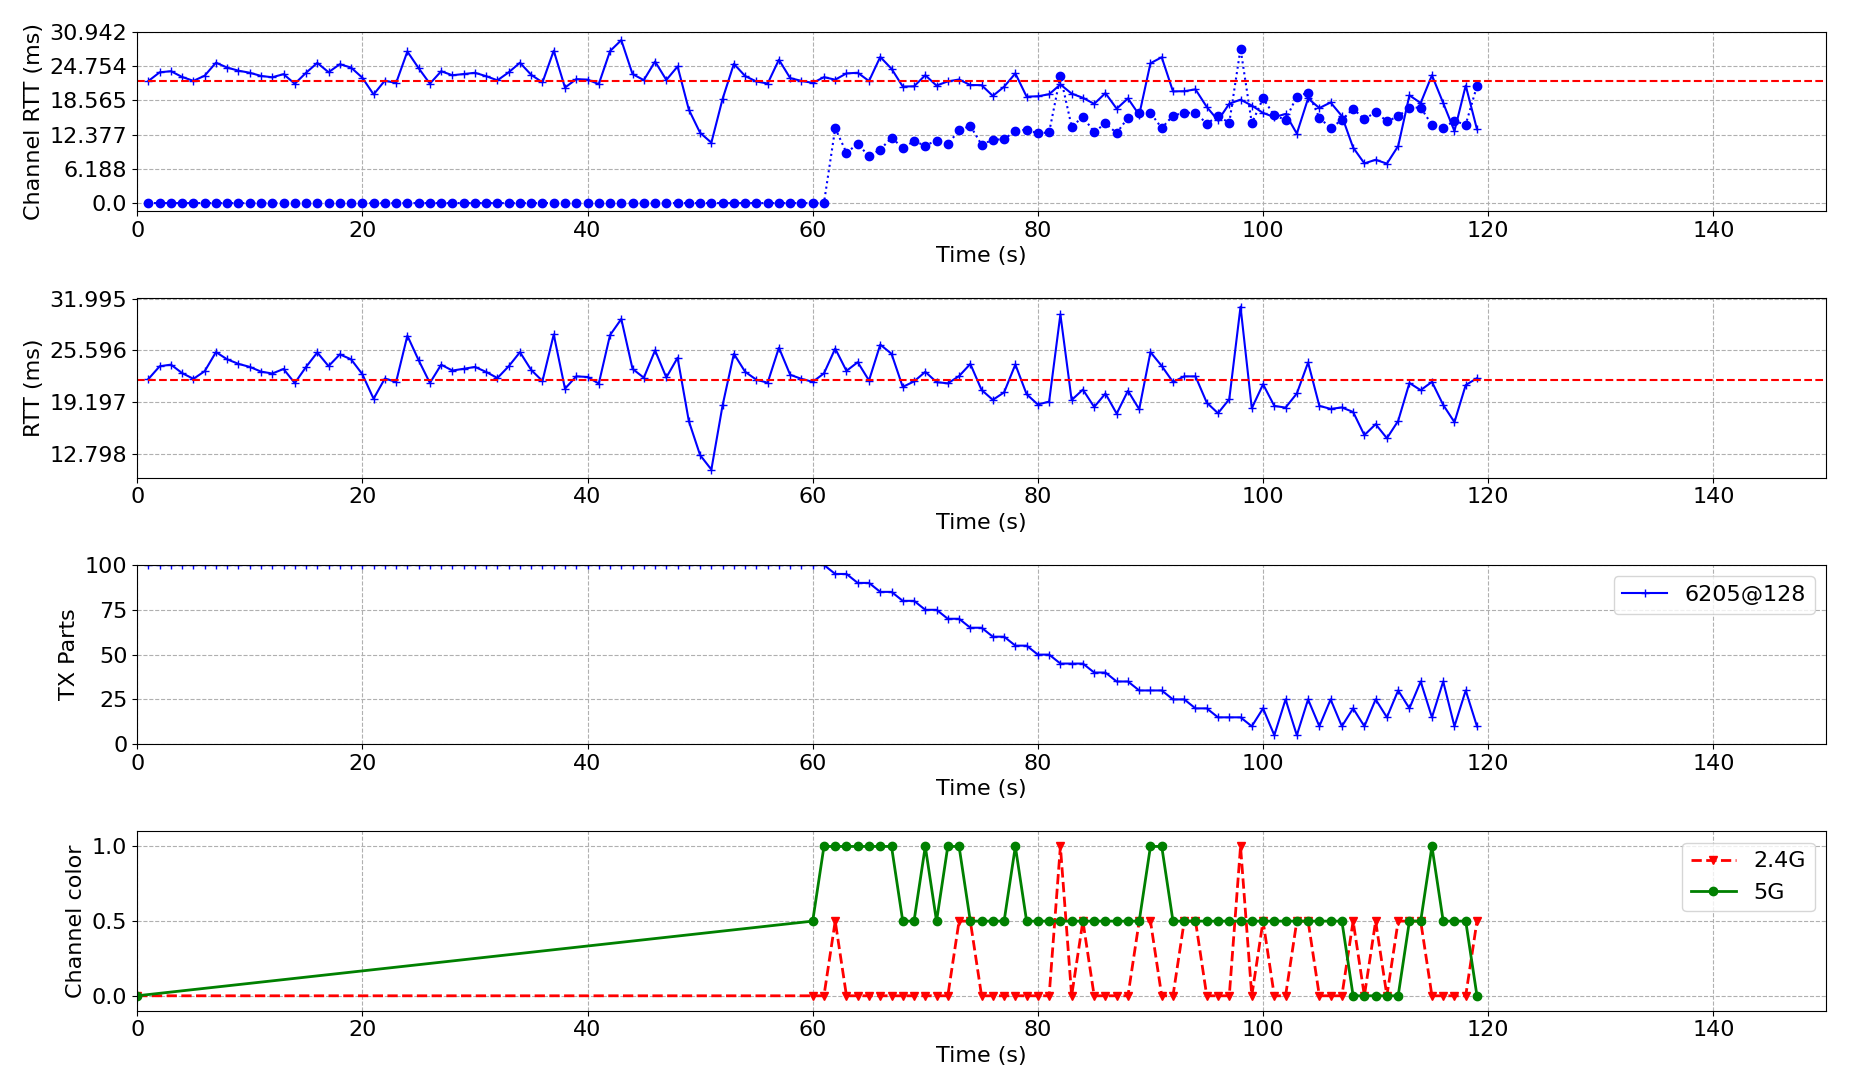 Channel RTT (ms)
30.942
24.754
18.565
12.377
6.188
0.0
0 20 40 60 80 100 120 140
Time (s)
RTT (ms)
31.995
25.596
19.197
12.798
0 20 40 60 80 100 120 140
Time (s)
TX Parts
100
75
50
25
0
6205@128
0 20 40 60 80 100 120 140
Time (s)
Channel color
1.0
0.5
0.0
2.4G
5G
0 20 40 60 80 100 120 140
Time (s)